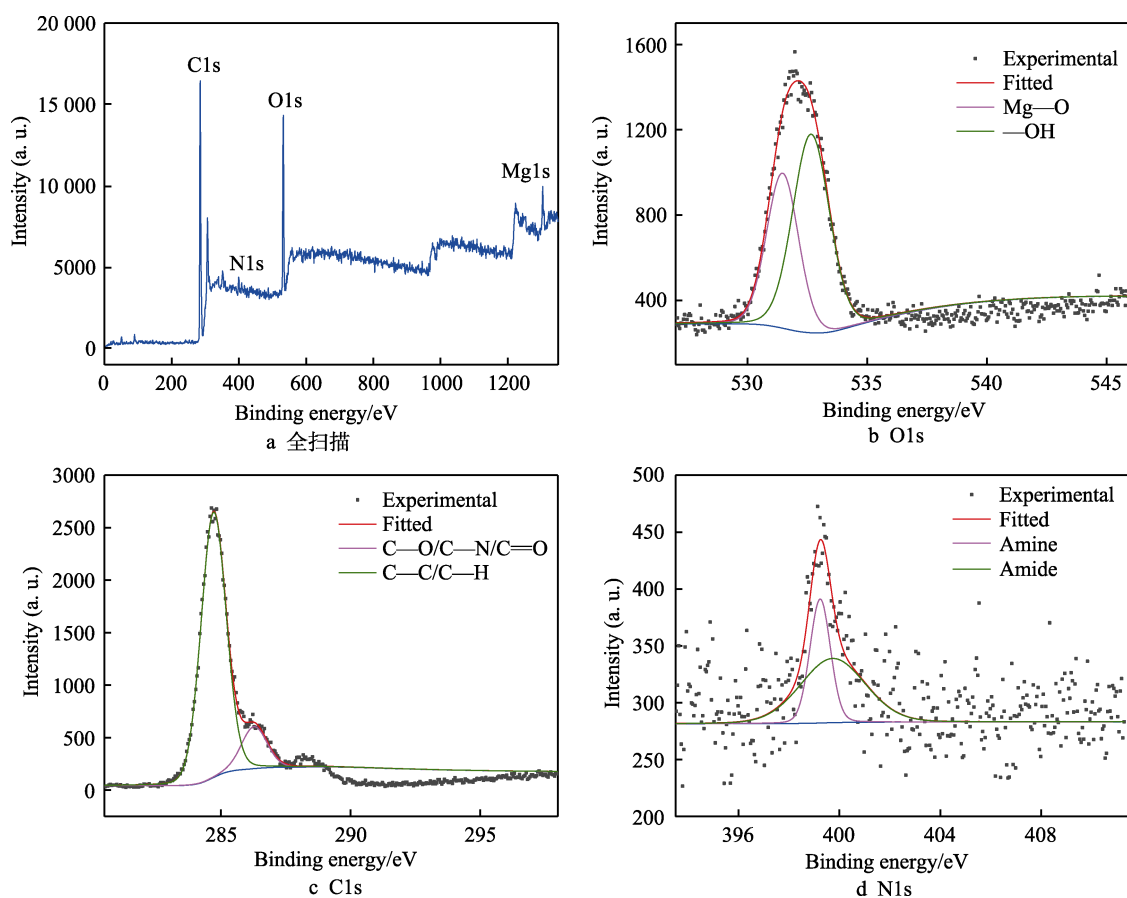 20 000
15 000
10 000
5000
0
Intensity (a. u.)
C1s
O1s
N1s
Mg1s
0 200 400 600 800 1000 1200
Binding energy/eV
a 全扫描
1600
1200
800
400
Intensity (a. u.)
Experimental
Fitted
Mg—O
—OH
530 535 540 545
Binding energy/eV
b O1s
3000
2500
2000
1500
1000
500
0
Intensity (a. u.)
Experimental
Fitted
C—O/C—N/C=O
C—C/C—H
285 290 295
Binding energy/eV
c C1s
500
450
400
350
300
250
200
Intensity (a. u.)
Experimental
Fitted
Amine
Amide
396 400 404 408
Binding energy/eV
d N1s